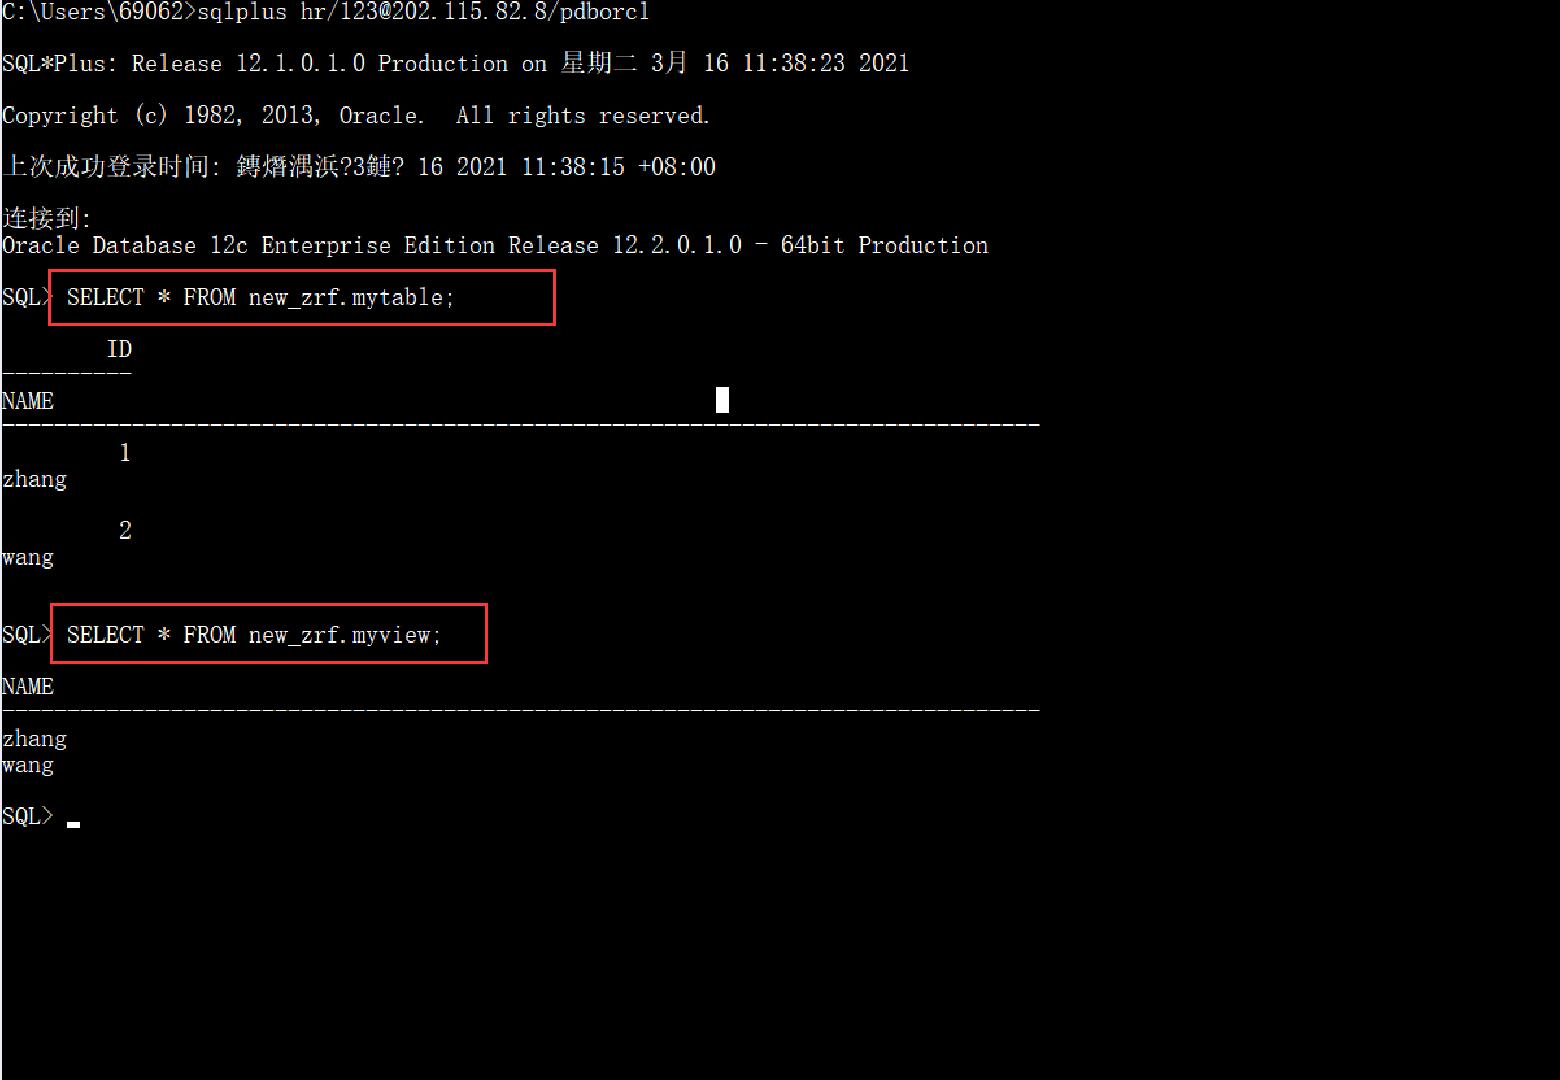 C:\Users\69062>sqlplus hr/123@202.115.82.8/pdborcl
SQL*Plus: Release 12.1.0.1.0 Production on 星期二 3月 16 11:38:23 2021
Copyright (c) 1982, 2013, Oracle.  All rights reserved.
上次成功登录时间: 鏄熸湡浜?3鏈? 16 2021 11:38:15 +08:00
连接到:
Oracle Database 12c Enterprise Edition Release 12.2.0.1.0 - 64bit Production
SQL> SELECT * FROM new_zrf.mytable;
ID
----------
NAME
--------------------------------------------------------------------------------
1
zhang
2
wang
SQL> SELECT * FROM new_zrf.myview;
NAME
--------------------------------------------------------------------------------
zhang
wang
SQL>